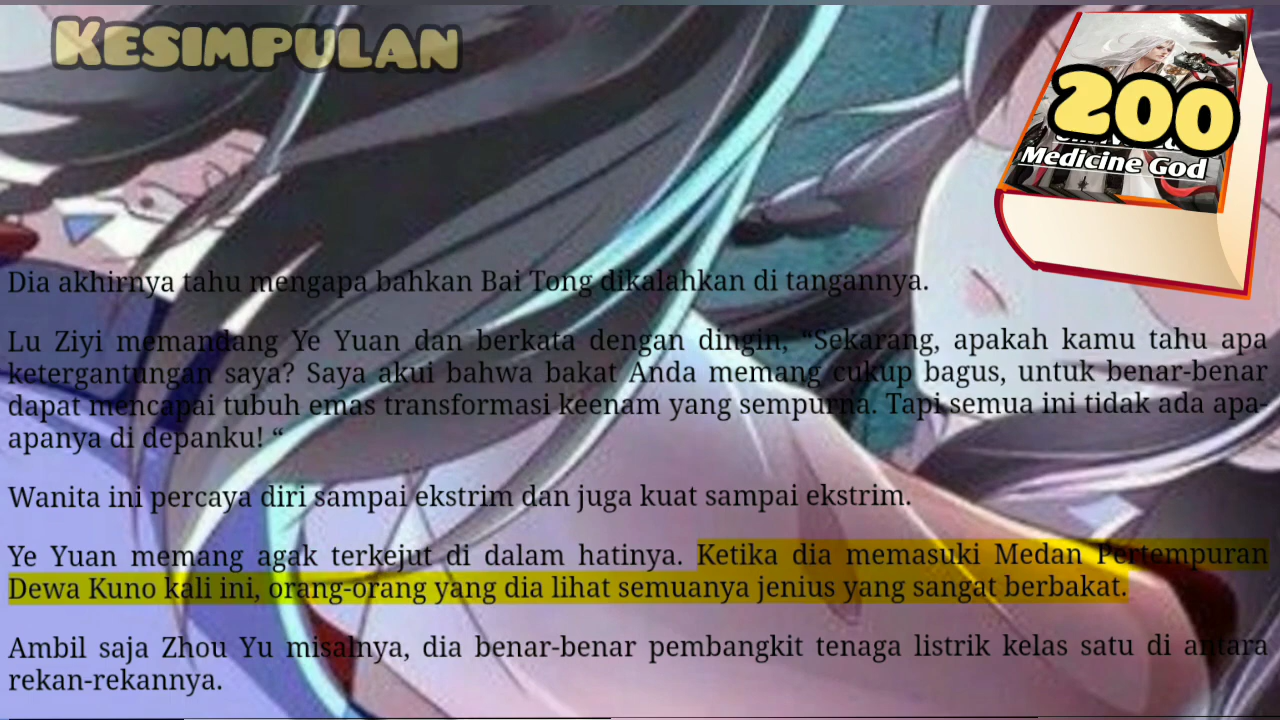 KESIMPULAN
200
Medicine God
Dia akhirnya tahu mengapa bahkan Bai Tong dikalahkan di tangannya.
Lu Ziyi memandang Ye Yuan dan berkata dengan dingin, “Sekarang, apakah kamu tahu apa
ketergantungan saya? Saya akui bahwa bakat Anda memang cukup bagus, untuk benar-benar
dapat mencapai tubuh emas transformasi keenam yang sempurna. Tapi semua ini tidak ada apa-
apanya di depanku! “
Wanita ini percaya diri sampai ekstrim dan juga kuat sampai ekstrim.
Ye Yuan memang agak terkejut di dalam hatinya. Ketika dia memasuki Medan Pertempuran
Dewa Kuno kali ini, orang-orang yang dia lihat semuanya jenius yang sangat berbakat.
Ambil saja Zhou Yu misalnya, dia benar-benar pembangkit tenaga listrik kelas satu di antara
rekan-rekannya.